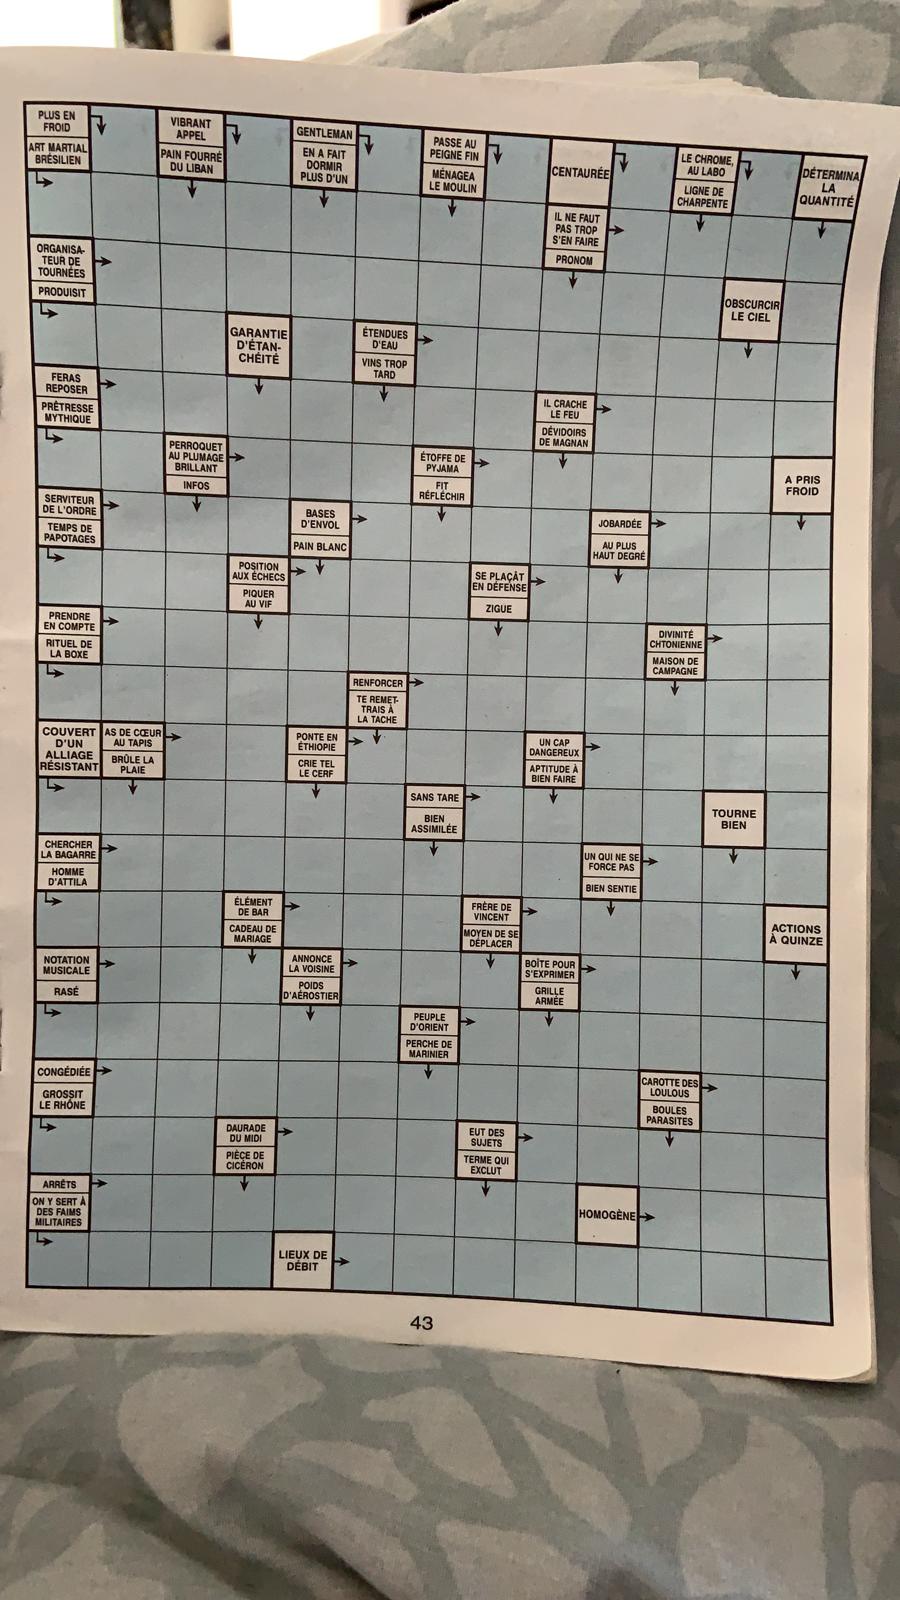 PLUS EN
FROID
ART MARTIAL
BRÉSILIEN
VIBRANT
APPEL
PAIN FOURRÉ
DU LIBAN
GENTLEMAN
EN A FAIT
DORMIR
PLUS D'UN
PASSE AU
PEIGNE FIN
MÉNAGEA
LE MOULIN
CENTAURÉE
LE CHROME,
AU LABO
LIGNE DE
CHARPENTE
DÉTERMINA
LA
QUANTITÉ
IL NE FAUT
PAS TROP
S'EN FAIRE
PRONOM
ORGANISA-
TEUR DE
TOURNÉES
PRODUISIT
OBSCURCIR
LE CIEL
GARANTIE
D'ÉTAN-
CHÉITÉ
ÉTENDUES
D'EAU
VINS TROP
TARD
FERAS
REPOSER
PRÊTRESSE
MYTHIQUE
IL CRACHE
LE FEU
DÉVIDOIRS
DE MAGNAN
PERROQUET
AU PLUMAGE
BRILLANT
INFOS
ÉTOFFE DE
PYJAMA
FIT
RÉFLÉCHIR
A PRIS
FROID
SERVITEUR
DE L'ORDRE
TEMPS DE
PAPOTAGES
BASES
D'ENVOL
PAIN BLANC
JOBARDÉE
AU PLUS
HAUT DEGRÉ
POSITION
AUX ÉCHECS
PIQUER
AU VIF
SE PLAÇÂT
EN DÉFENSE
ZIGUE
PRENDRE
EN COMPTE
RITUEL DE
LA BOXE
DIVINITÉ
CHTONIENNE
MAISON DE
CAMPAGNE
RENFORCER
TE REMET-
TRAIS À
LA TACHE
COUVERT
D'UN
ALLIAGE
RÉSISTANT
AS DE CŒUR
AU TAPIS
BRÛLE LA
PLAIE
PONTE EN
ÉTHIOPIE
CRIE TEL
LE CERF
UN CAP
DANGEREUX
APTITUDE À
BIEN FAIRE
SANS TARE
BIEN
ASSIMILÉE
TOURNE
BIEN
CHERCHER
LA BAGARRE
HOMME
D'ATTILA
UN QUI NE SE
FORCE PAS
BIEN SENTIE
ÉLÉMENT
DE BAR
CADEAU DE
MARIAGE
FRÈRE DE
VINCENT
MOYEN DE SE
DÉPLACER
ACTIONS
À QUINZE
NOTATION
MUSICALE
RASÉ
ANNONCE
LA VOISINE
POIDS
D'AÉROSTIER
BOÎTE POUR
S'EXPRIMER
GRILLE
ARMÉE
PEUPLE
D'ORIENT
PERCHE DE
MARINIER
CONGÉDIÉE
GROSSIT
LE RHÔNE
CAROTTE DES
LOULOUS
BOULES
PARASITES
DAURADE
DU MIDI
PIÈCE DE
CICÉRON
EUT DES
SUJETS
TERME QUI
EXCLUT
ARRÊTS
ON Y SERT À
DES FAIMS
MILITAIRES
HOMOGÈNE
LIEUX DE
DÉBIT
43